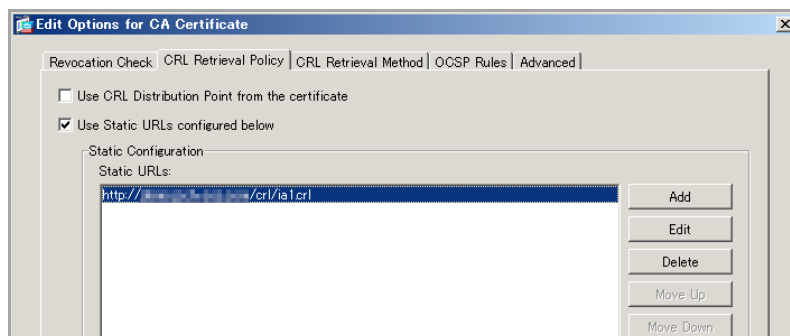 Edit Options for CA Certificate
Revocation Check CRL Retrieval Policy CRL Retrieval Method OCSP Rules Advanced
Use CRL Distribution Point from the certificate
Use Static URLs configured below
Static Configuration
Static URLs:
http:// /crl/ia1.crl
Add
Edit
Delete
Move Up
Move Down